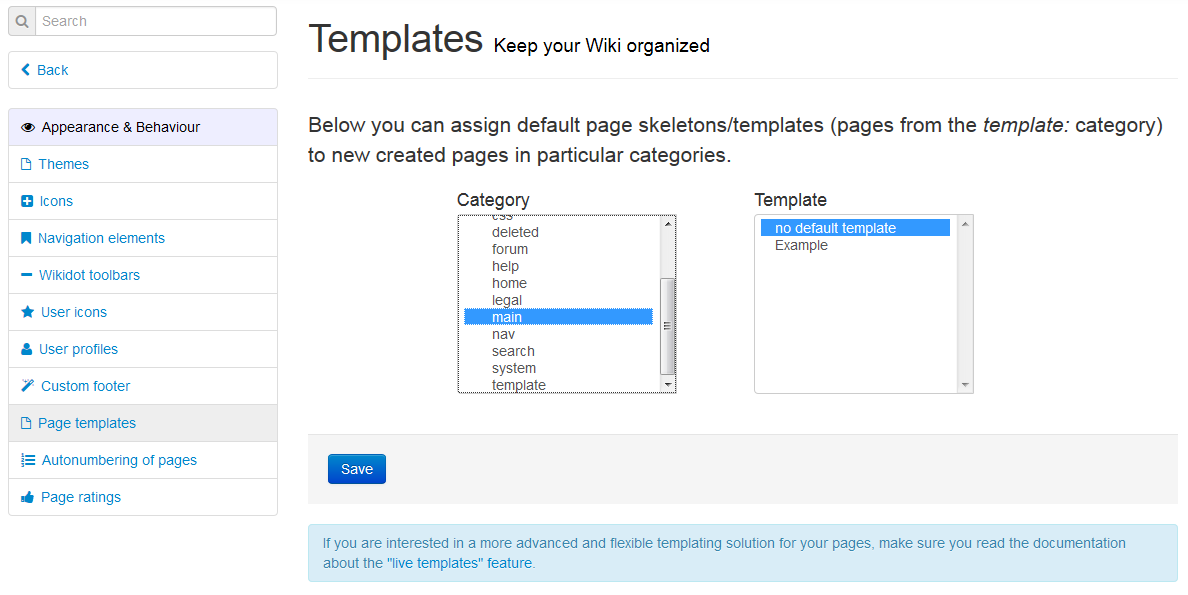 Search
Back
Appearance & Behaviour
Themes
Icons
Navigation elements
Wikidot toolbars
User icons
User profiles
Custom footer
Page templates
Autonumbering of pages
Page ratings
Templates Keep your Wiki organized
Below you can assign default page skeletons/templates (pages from the template: category)
to new created pages in particular categories.
Category
css
deleted
forum
help
home
legal
main
nav
search
system
template
Template
no default template
Example
Save
If you are interested in a more advanced and flexible templating solution for your pages, make sure you read the documentation
about the "live templates" feature.